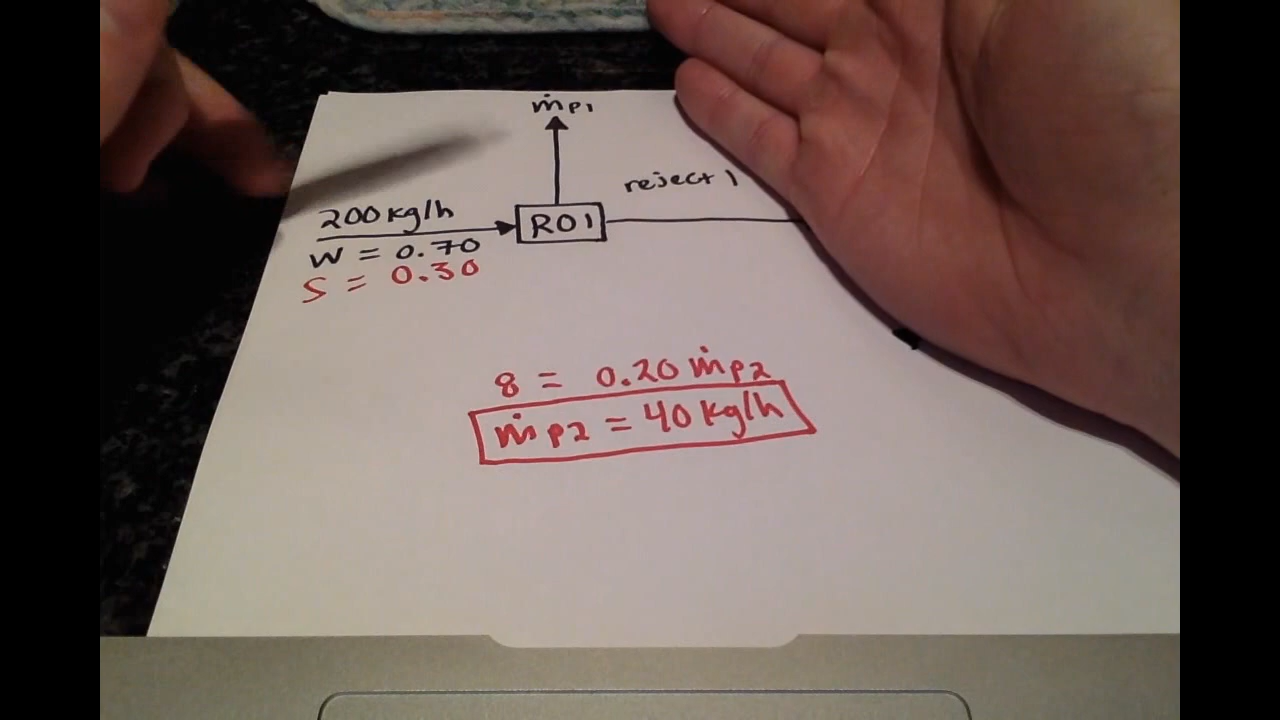 ṁp1
reject 1
200 kg/h
RO1
W = 0.70
S = 0.30
8 = 0.20 ṁp2
ṁp2 = 40 kg/h